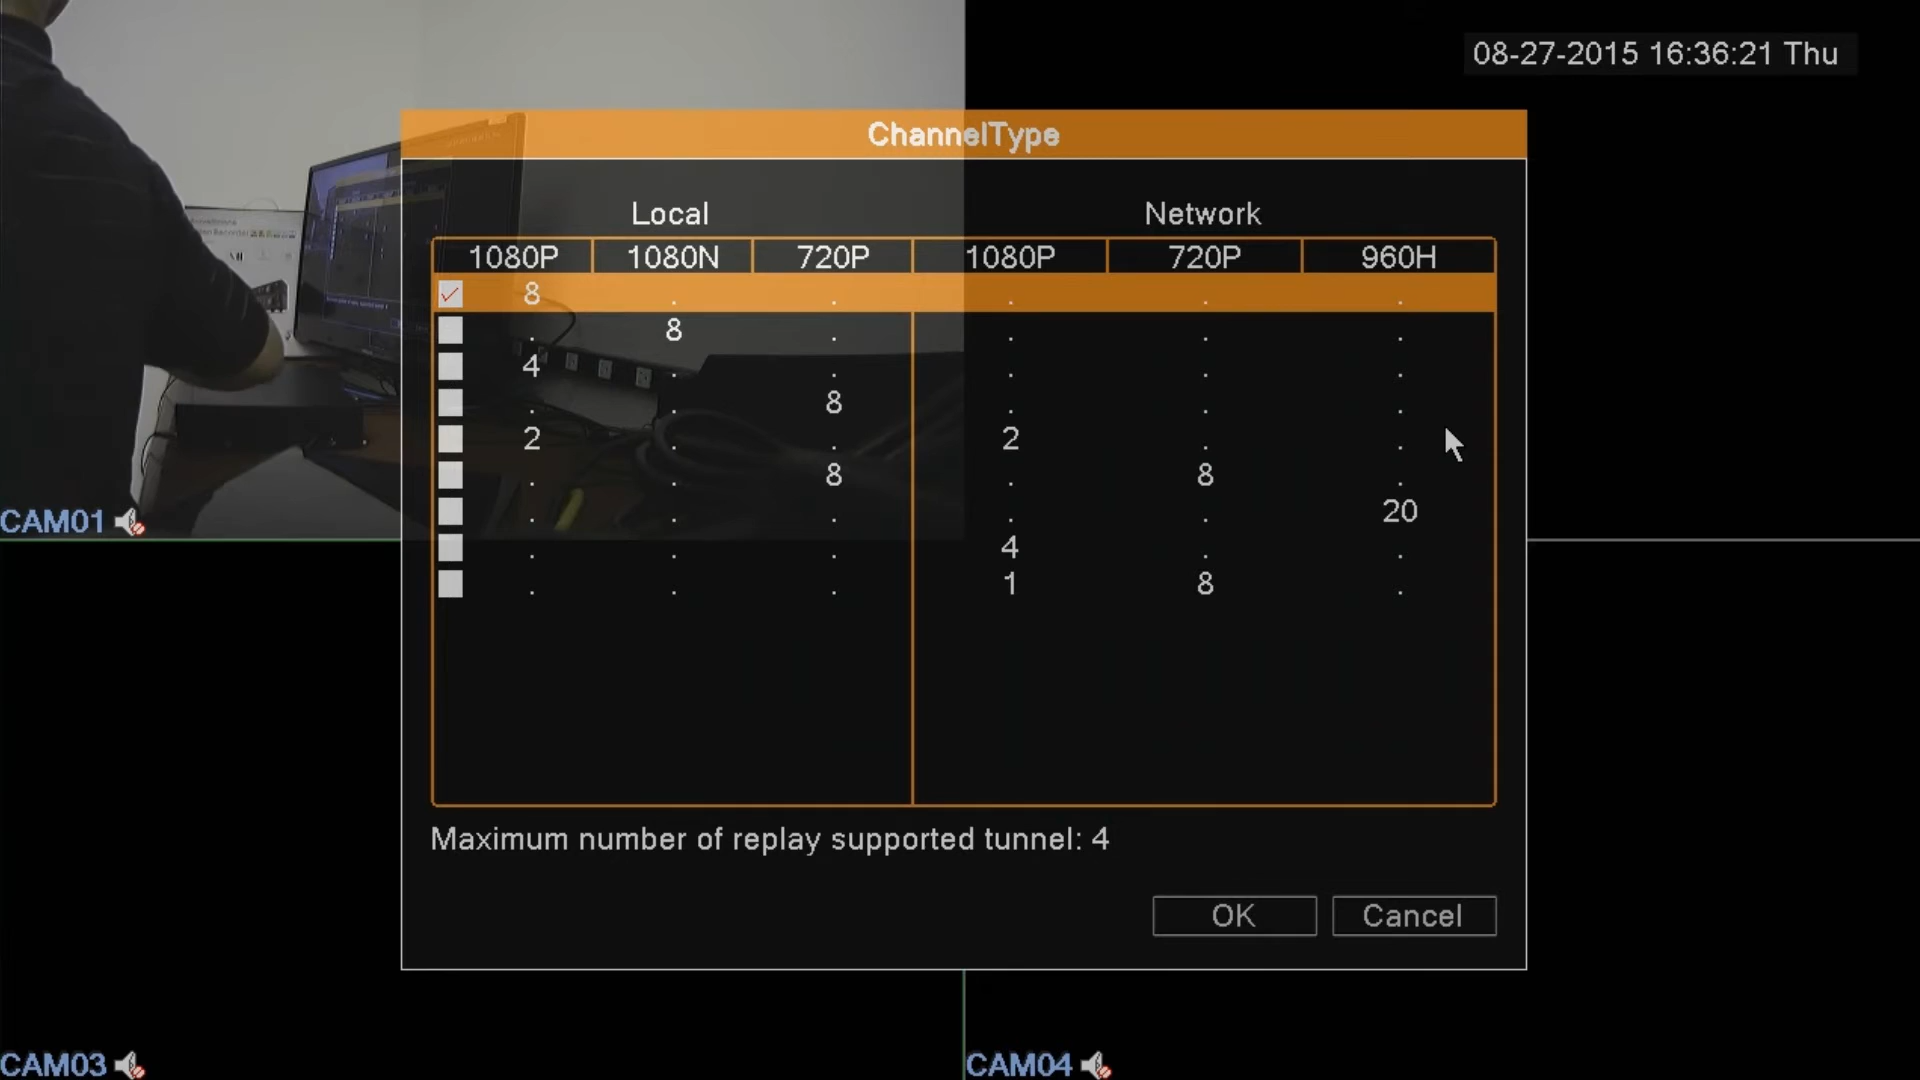 08-27-2015 16:36:21 Thu
ChannelType
Local Network
1080P 1080N 720P 1080P 720P 960H
8 . . . . .
. 8 . . . .
4 . . . . .
. . 8 . . .
2 . . 2 . .
. . 8 . 8 .
. . . . . 20
. . . 4 . .
. . . 1 8 .
Maximum number of replay supported tunnel: 4
OK Cancel
CAM01
CAM03 CAM04